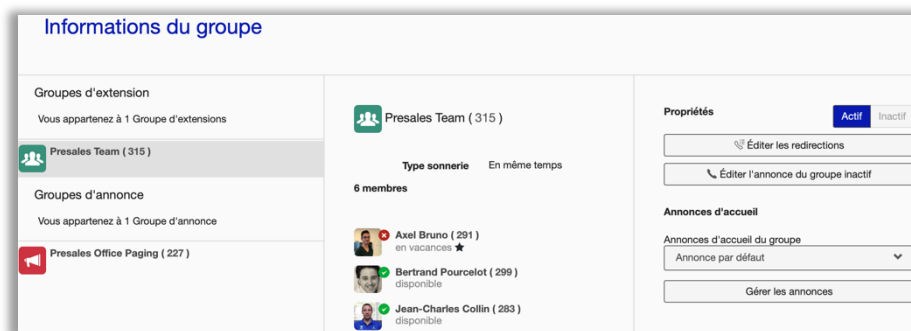 Informations du groupe
Groupes d'extension
Vous appartenez à 1 Groupe d'extensions
Presales Team ( 315 )
Groupes d'annonce
Vous appartenez à 1 Groupe d'annonce
Presales Office Paging ( 227 )
Presales Team ( 315 )
Type sonnerie En même temps
6 membres
Axel Bruno ( 291 )
en vacances ★
Bertrand Pourcelot ( 299 )
disponible
Jean-Charles Collin ( 283 )
disponible
Propriétés Actif Inactif
Éditer les redirections
Éditer l'annonce du groupe inactif
Annonces d'accueil
Annonces d'accueil du groupe
Annonce par défaut
Gérer les annonces